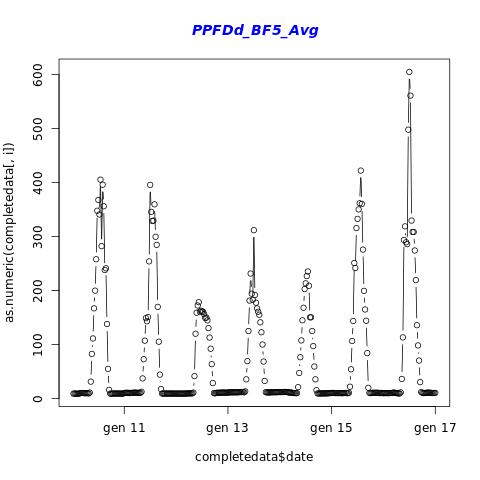 PPFDd_BF5_Avg
as.numeric(completedata[, i])
600
500
400
300
200
100
0
gen 11
gen 13
gen 15
gen 17
completedata$date